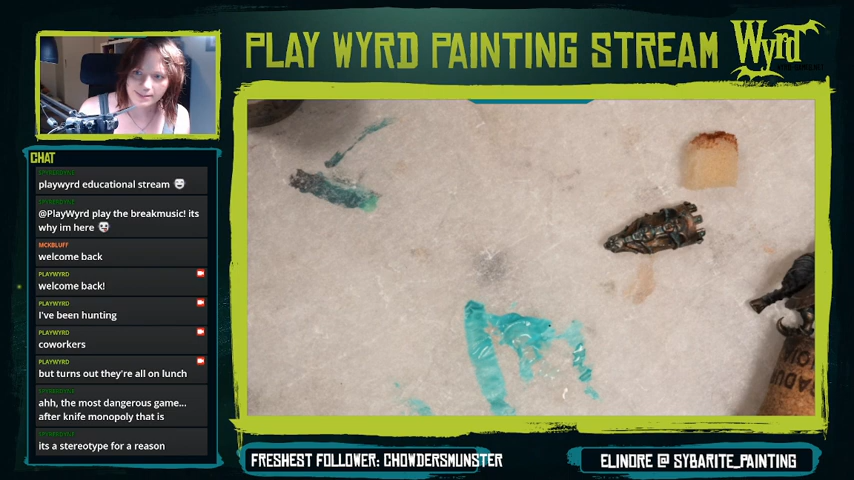 PLAY WYRD PAINTING STREAM
Wyrd
CHAT
playwyrd educational stream
@PlayWyrd play the breakmusic! its
why im here
MCKBLUFF
welcome back
PLAYWYRD
welcome back!
PLAYWYRD
I've been hunting
PLAYWYRD
coworkers
PLAYWYRD
but turns out they're all on lunch
ahh, the most dangerous game...
after knife monopoly that is
its a stereotype for a reason
FRESHEST FOLLOWER: CHOWDERSMUNSTER
ELINORE @ SYBARITE_PAINTING